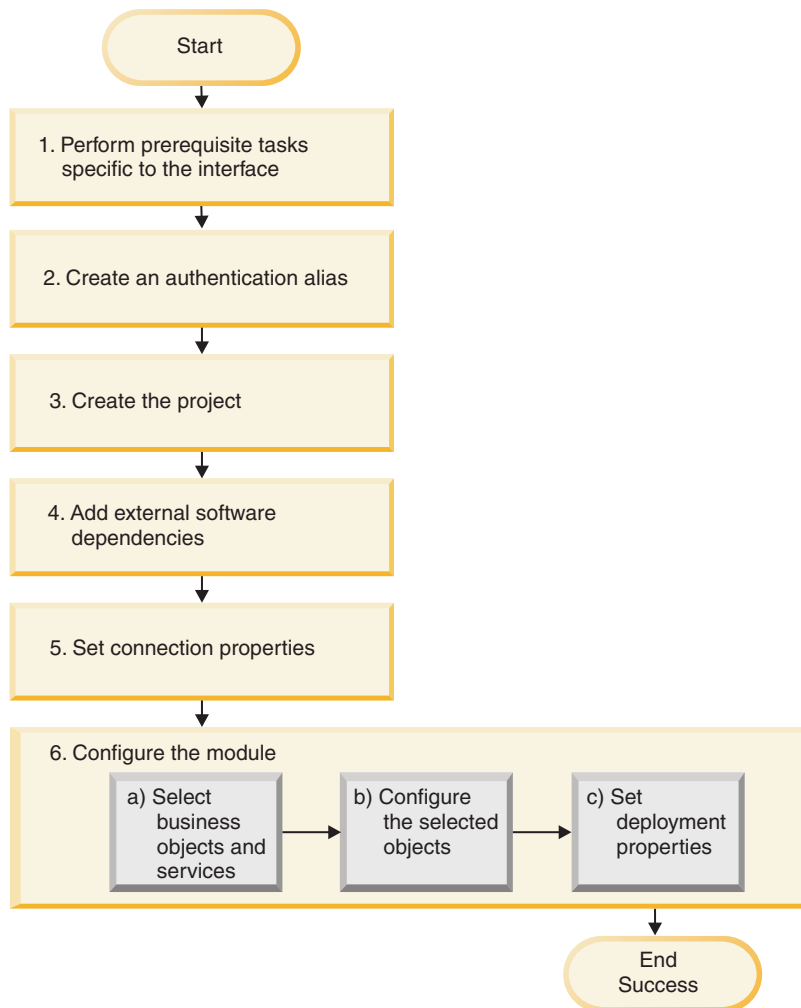 Start
1. Perform prerequisite tasks
specific to the interface
2. Create an authentication alias
3. Create the project
4. Add external software
dependencies
5. Set connection properties
6. Configure the module
a) Select
business
objects and
services
b) Configure
the selected
objects
c) Set
deployment
properties
End
Success